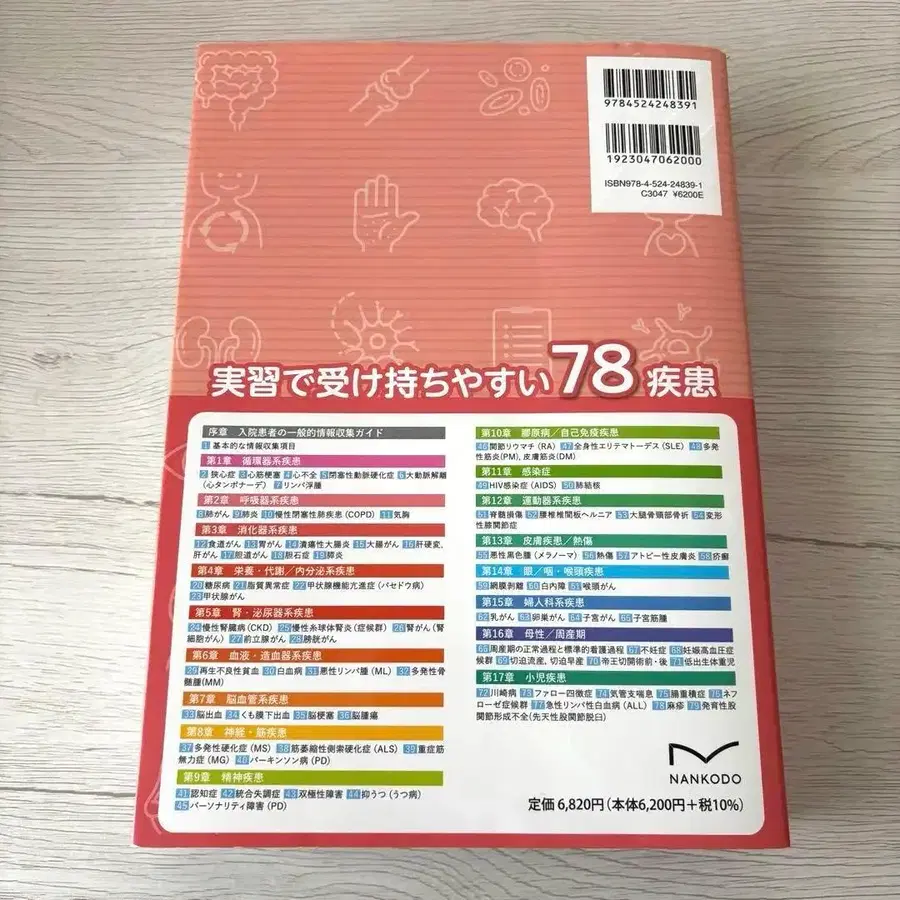 9784524248391
1923047062000
ISBN978-4-524-24839-1
C3047 ¥6200E
実習で受け持ちやすい78疾患
序章 入院患者の一般的情報収集ガイド
1 基本的な情報収集項目
第1章 循環器系疾患
2 狭心症 3 心筋梗塞 4 心不全 5 閉塞性動脈硬化症 6 大動脈解離
(心タンポナーデ) 7 リンパ浮腫
第2章 呼吸器系疾患
8 肺がん 9 肺炎 10 慢性閉塞性肺疾患(COPD) 11 気胸
第3章 消化器系疾患
12 食道がん 13 胃がん 14 潰瘍性大腸炎 15 大腸がん 16 肝硬変,
肝がん 17 胆道がん 18 胆石症 19 膵炎
第4章 栄養・代謝/内分泌系疾患
20 糖尿病 21 脂質異常症 22 甲状腺機能亢進症(バセドウ病)
23 甲状腺がん
第5章 腎・泌尿器系疾患
24 慢性腎臓病(CKD) 25 慢性糸球体腎炎(症候群) 26 腎がん(腎
細胞がん) 27 前立腺がん 28 膀胱がん
第6章 血液・造血器系疾患
29 再生不良性貧血 30 白血病 31 悪性リンパ腫(ML) 32 多発性骨
髄腫(MM)
第7章 脳血管系疾患
33 脳出血 34 くも膜下出血 35 脳梗塞 36 脳腫瘍
第8章 神経・筋疾患
37 多発性硬化症(MS) 38 筋萎縮性側索硬化症(ALS) 39 重症筋
無力症(MG) 40 パーキンソン病(PD)
第9章 精神疾患
41 認知症 42 統合失調症 43 双極性障害 44 抑うつ(うつ病)
45 パーソナリティ障害(PD)
第10章 膠原病/自己免疫疾患
46 関節リウマチ(RA) 47 全身性エリテマトーデス(SLE) 48 多発
性筋炎(PM), 皮膚筋炎(DM)
第11章 感染症
49 HIV感染症(AIDS) 50 肺結核
第12章 運動器系疾患
51 脊髄損傷 52 腰椎椎間板ヘルニア 53 大腿骨頸部骨折 54 変形
性膝関節症
第13章 皮膚疾患/熱傷
55 悪性黒色腫(メラノーマ) 56 熱傷 57 アトピー性皮膚炎 58 疥癬
第14章 眼/咽・喉頭疾患
59 網膜剥離 60 白内障 61 喉頭がん
第15章 婦人科系疾患
62 乳がん 63 卵巣がん 64 子宮がん 65 子宮筋腫
第16章 母性/周産期
66 周産期の正常過程と標準的看護過程 67 不妊症 68 妊娠高血圧症
候群 69 切迫流産, 切迫早産 70 帝王切開術前・後 71 低出生体重児
第17章 小児疾患
72 川崎病 73 ファロー四徴症 74 気管支喘息 75 腸重積症 76 ネフ
ローゼ症候群 77 急性リンパ性白血病(ALL) 78 麻疹 79 発育性股
関節形成不全(先天性股関節脱臼)
NANKODO
定価6,820円(本体6,200円+税10%)